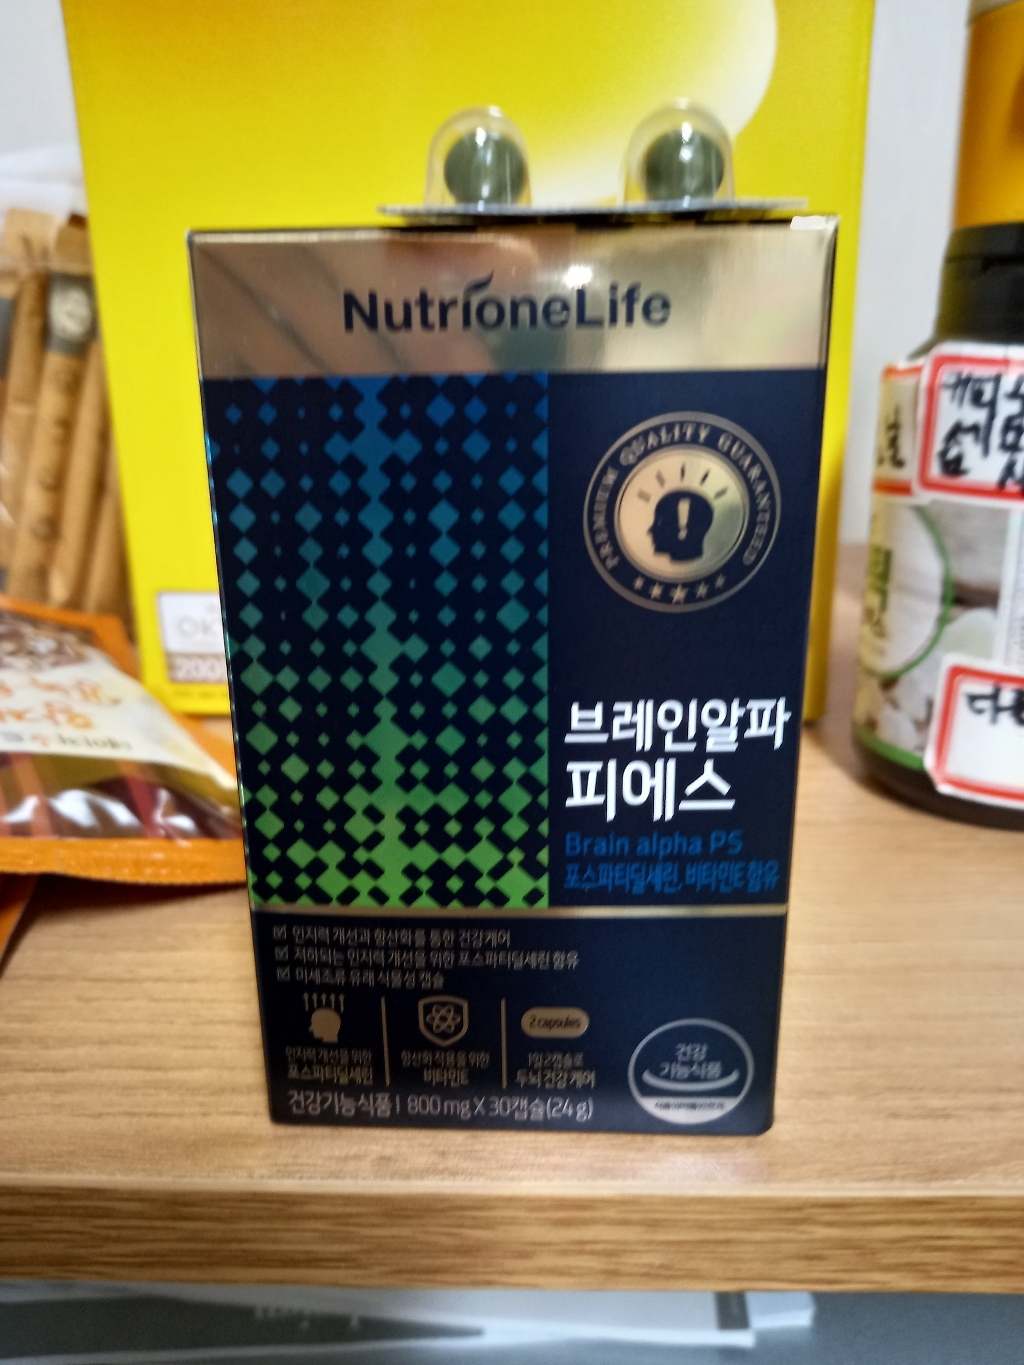 NutrioneLife
PREMIUM QUALITY GUARANTEED
브레인알파
피에스
Brain alpha PS
포스파티딜세린, 비타민E 함유
인지력 개선과 항산화를 통한 건강케어
저하되는 인지력 개선을 위한 포스파티딜세린 함유
미세조류 유래 식물성 캡슐
인지력 개선을 위한
포스파티딜세린
항산화 작용을 위한
비타민E
2 capsules
1일 2캡슐로
두뇌 건강 케어
건강
기능식품
건강기능식품 | 800 mg X 30캡슐(24 g)